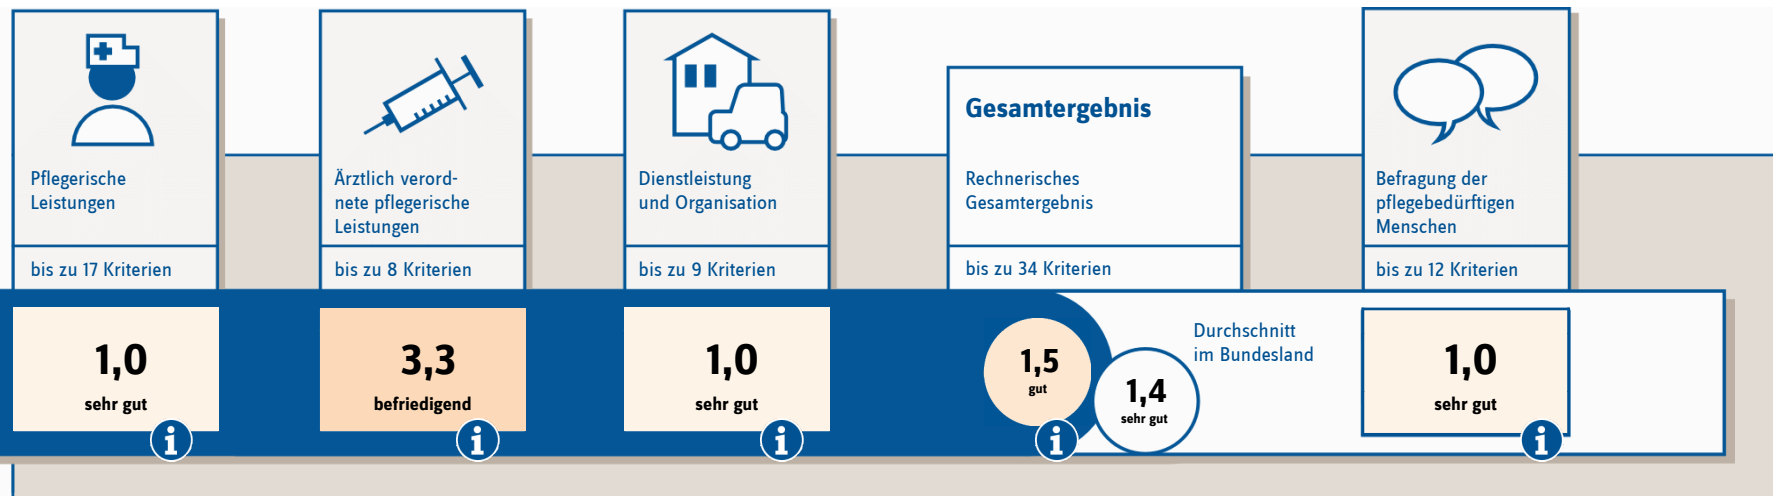 Pflegerische
Leistungen
bis zu 17 Kriterien
1,0
sehr gut
i
Ärztlich verord-
nete pflegerische
Leistungen
bis zu 8 Kriterien
3,3
befriedigend
i
Dienstleistung
und Organisation
bis zu 9 Kriterien
1,0
sehr gut
i
Gesamtergebnis
Rechnerisches
Gesamtergebnis
bis zu 34 Kriterien
1,5
gut
i
Durchschnitt
im Bundesland
1,4
sehr gut
Befragung der
pflegebedürftigen
Menschen
bis zu 12 Kriterien
1,0
sehr gut
i